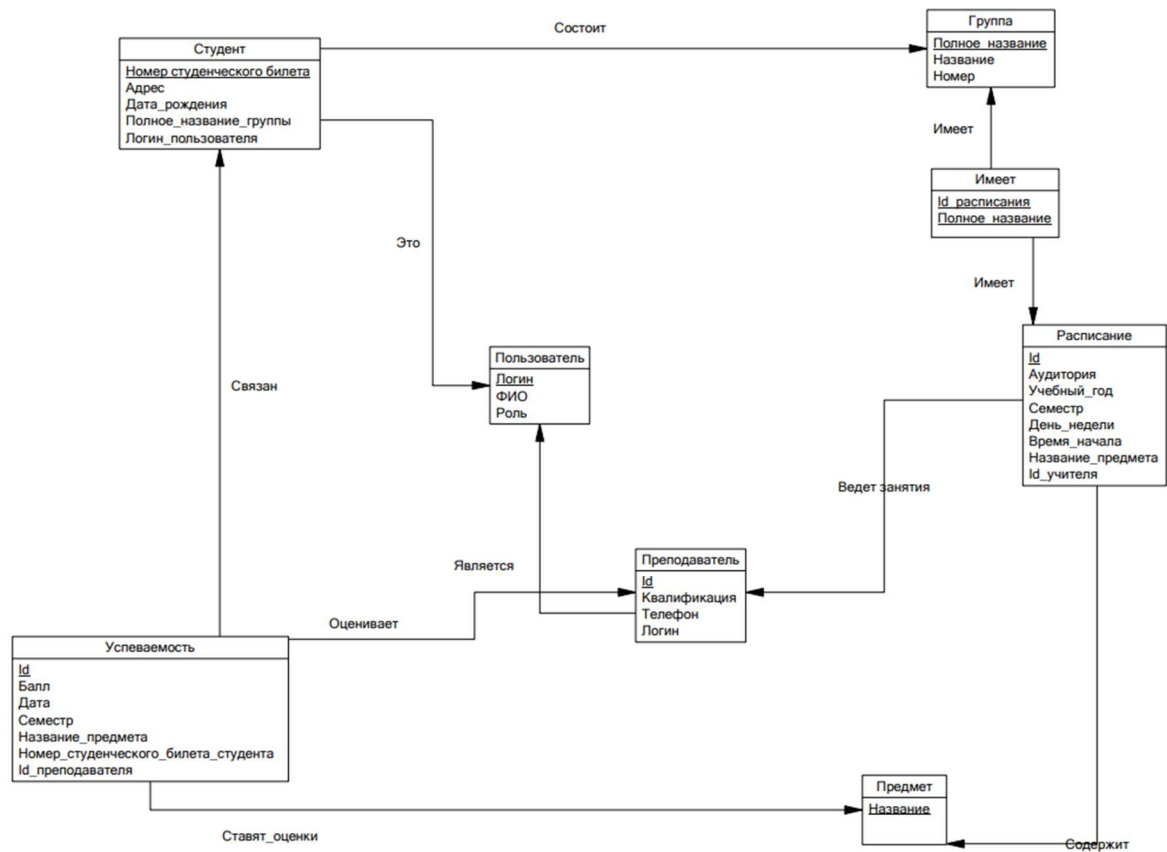 Группа
Состоит
Полное_название
Название
Номер
Студент
Номер студенческого билета
Адрес
Дата_рождения
Полное_название_группы
Логин_пользователя
Имеет
Имеет
Id_расписания
Полное_название
Это
Имеет
Расписание
Id
Аудитория
Учебный_год
Семестр
День_недели
Время_начала
Название_предмета
Id_учителя
Пользователь
Логин
ФИО
Роль
Связан
Ведет занятия
Преподаватель
Id
Квалификация
Телефон
Логин
Является
Оценивает
Успеваемость
Id
Балл
Дата
Семестр
Название_предмета
Номер_студенческого_билета_студента
Id_преподавателя
Предмет
Название
Ставят_оценки
Содержит